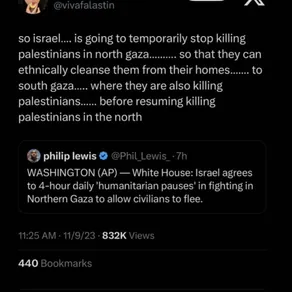 @vivafalastin
so israel.... is going to temporarily stop killing
palestinians in north gaza.......... so that they can
ethnically cleanse them from their homes....... to
south gaza..... where they are also killing
palestinians...... before resuming killing
palestinians in the north
philip lewis @Phil_Lewis_ · 7h
WASHINGTON (AP) — White House: Israel agrees
to 4-hour daily 'humanitarian pauses' in fighting in
Northern Gaza to allow civilians to flee.
11:25 AM · 11/9/23 · 832K Views
440 Bookmarks